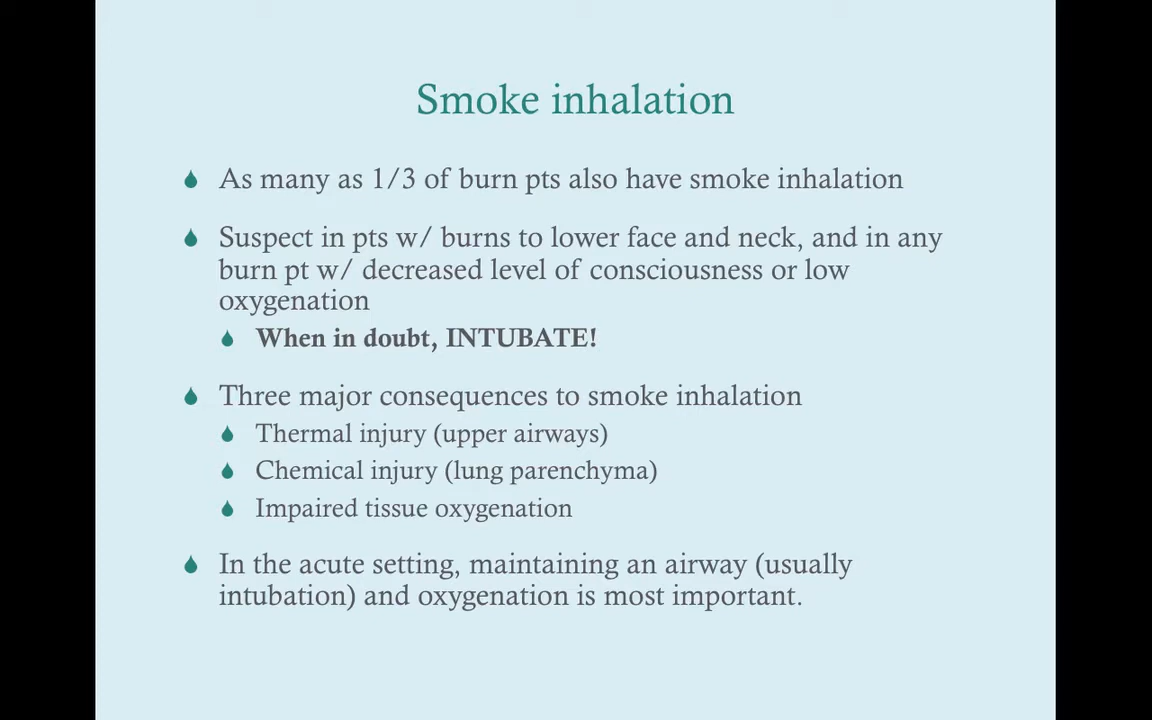 Smoke inhalation
As many as 1/3 of burn pts also have smoke inhalation
Suspect in pts w/ burns to lower face and neck, and in any
burn pt w/ decreased level of consciousness or low
oxygenation
When in doubt, INTUBATE!
Three major consequences to smoke inhalation
Thermal injury (upper airways)
Chemical injury (lung parenchyma)
Impaired tissue oxygenation
In the acute setting, maintaining an airway (usually
intubation) and oxygenation is most important.